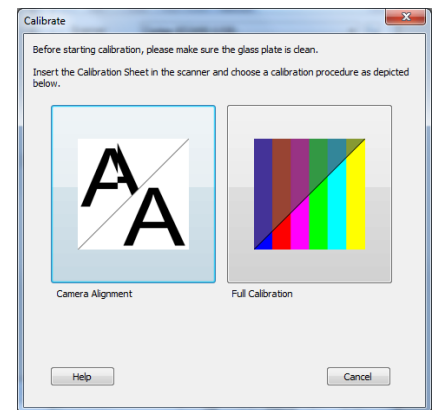 Calibrate
Before starting calibration, please make sure the glass plate is clean.
Insert the Calibration Sheet in the scanner and choose a calibration procedure as depicted
below.
A
A
Camera Alignment
Full Calibration
Help
Cancel